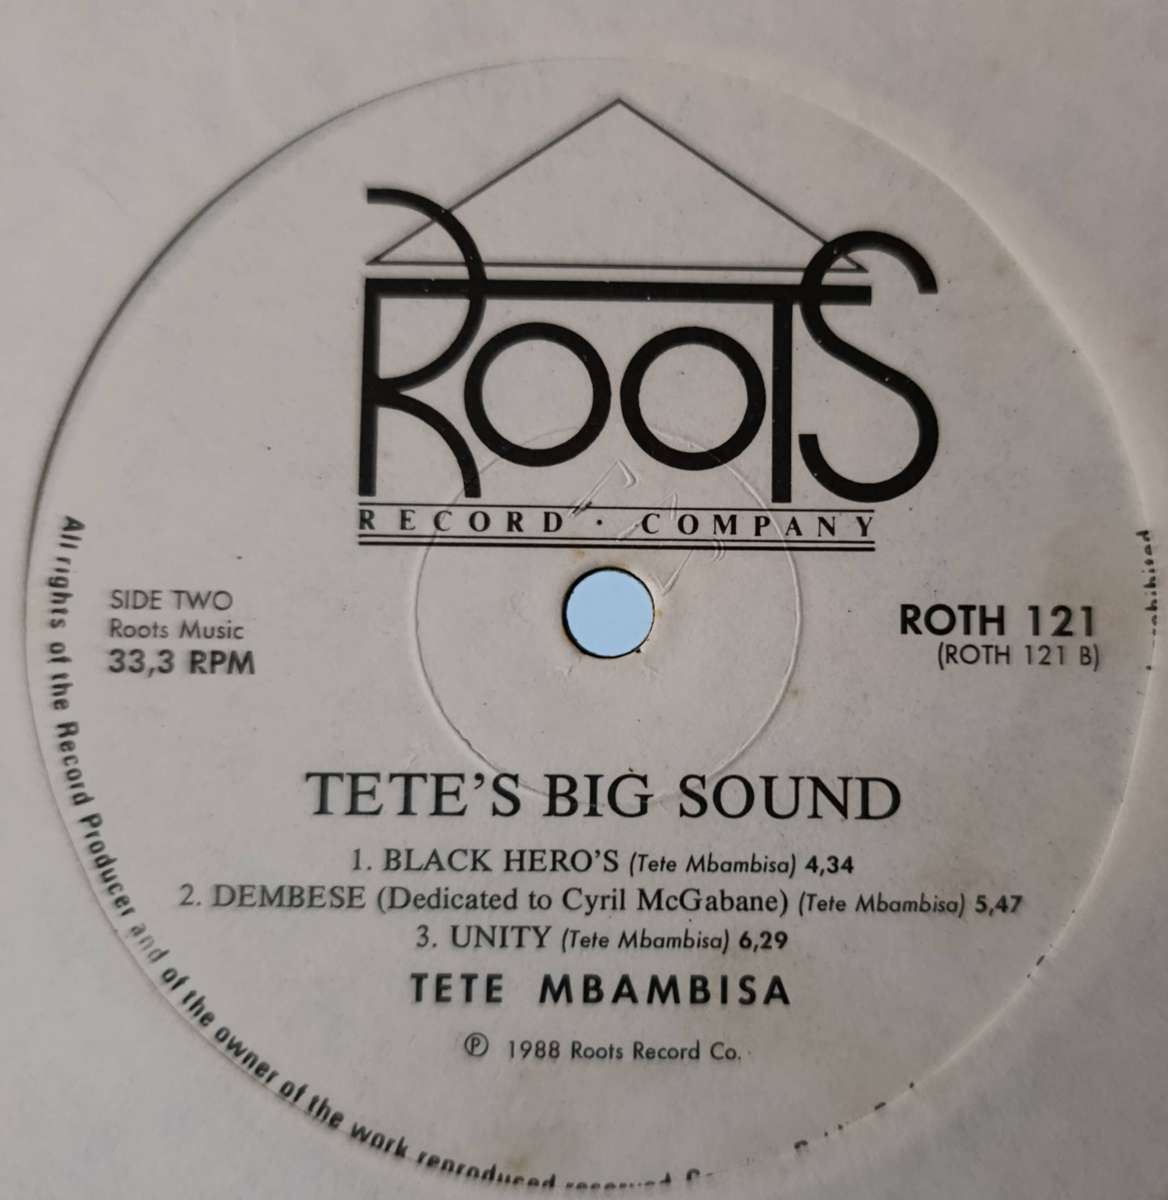 ROOTS
RECORD · COMPANY
SIDE TWO
Roots Music
33,3 RPM
ROTH 121
(ROTH 121 B)
TETE'S BIG SOUND
1. BLACK HERO'S (Tete Mbambisa) 4,34
2. DEMBESE (Dedicated to Cyril McGabane) (Tete Mbambisa) 5,47
3. UNITY (Tete Mbambisa) 6,29
TETE MBAMBISA
℗ 1988 Roots Record Co.
All rights of the Record Producer and of the owner of the work reproduced